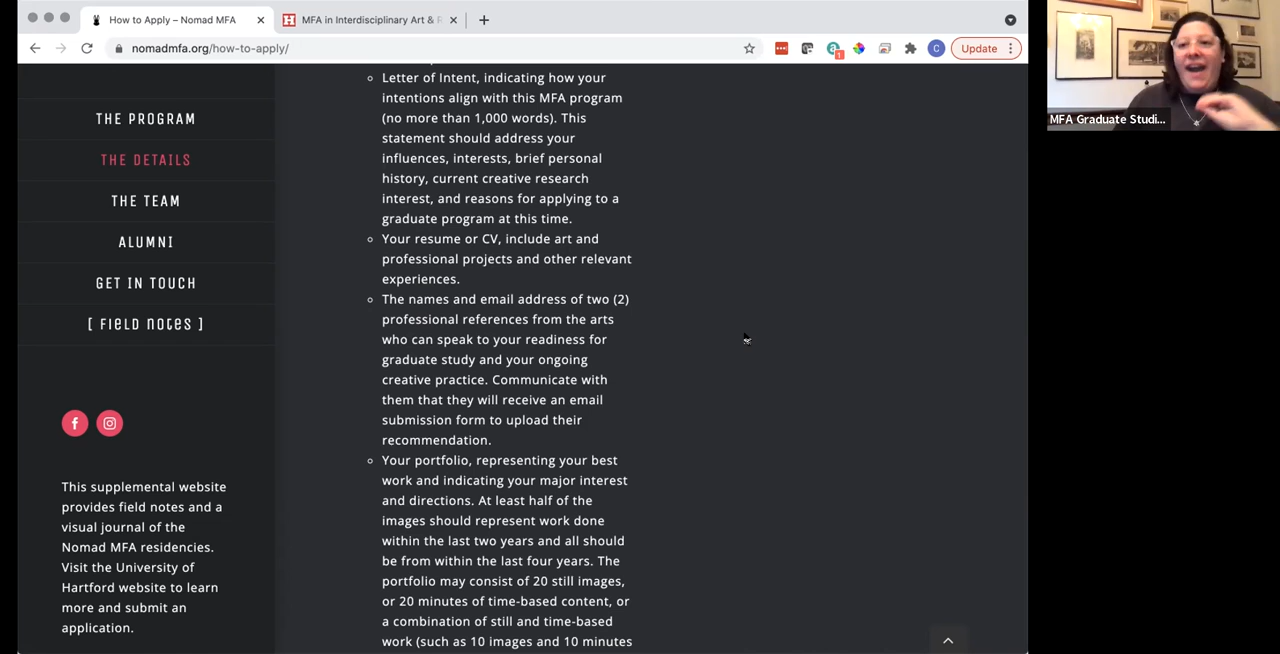 How to Apply – Nomad MFA
MFA in Interdisciplinary Art &
nomadmfa.org/how-to-apply/
1
C
Update
MFA Graduate Studi...
THE PROGRAM
THE DETAILS
THE TEAM
ALUMNI
GET IN TOUCH
[ FIELD NOTES ]
This supplemental website
provides field notes and a
visual journal of the
Nomad MFA residencies.
Visit the University of
Hartford website to learn
more and submit an
application.
Letter of Intent, indicating how your
intentions align with this MFA program
(no more than 1,000 words). This
statement should address your
influences, interests, brief personal
history, current creative research
interest, and reasons for applying to a
graduate program at this time.
Your resume or CV, include art and
professional projects and other relevant
experiences.
The names and email address of two (2)
professional references from the arts
who can speak to your readiness for
graduate study and your ongoing
creative practice. Communicate with
them that they will receive an email
submission form to upload their
recommendation.
Your portfolio, representing your best
work and indicating your major interest
and directions. At least half of the
images should represent work done
within the last two years and all should
be from within the last four years. The
portfolio may consist of 20 still images,
or 20 minutes of time-based content, or
a combination of still and time-based
work (such as 10 images and 10 minutes